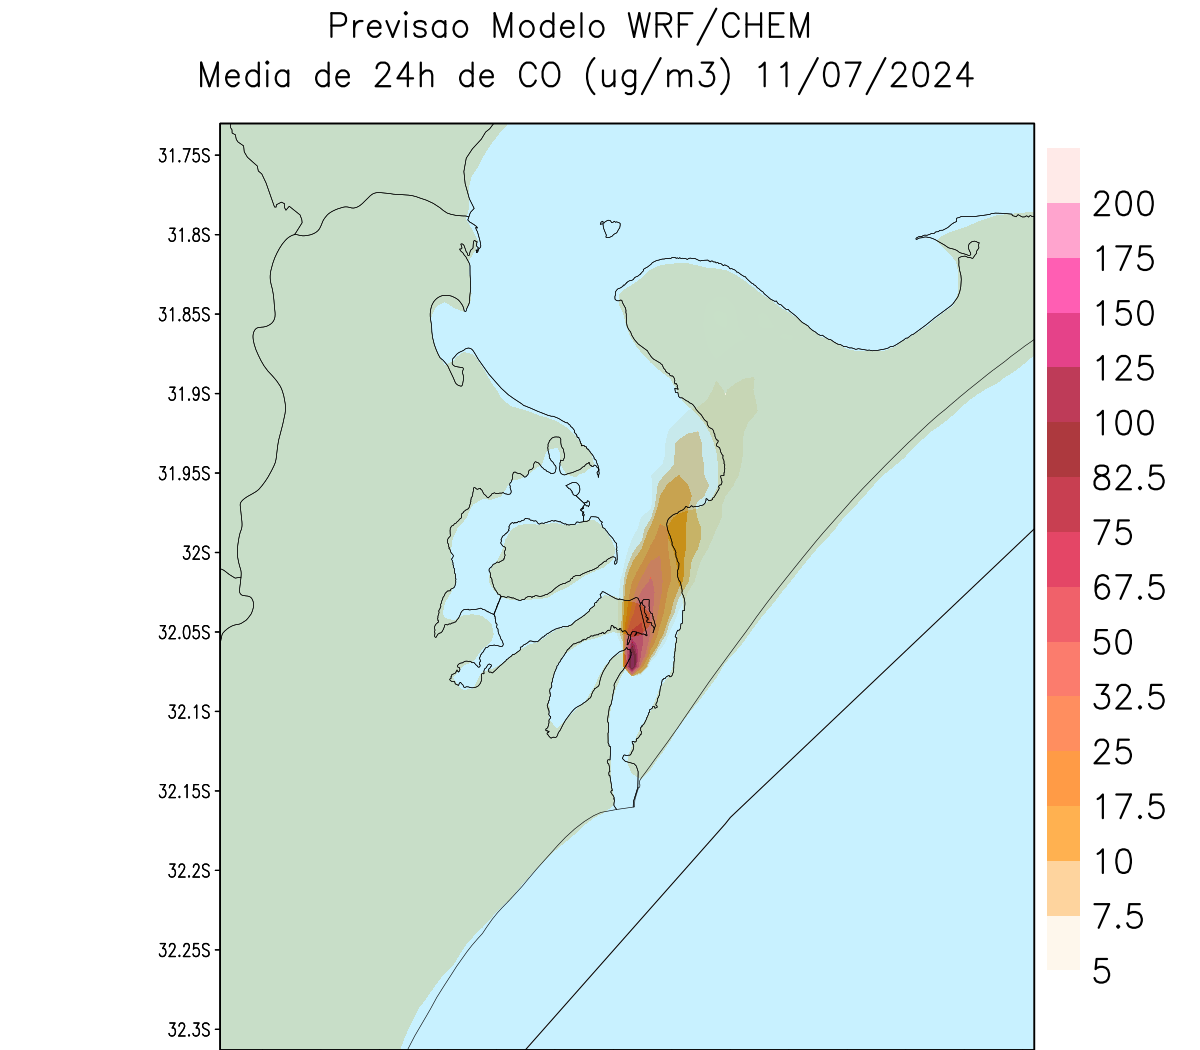 Previsao Modelo WRF/CHEM
Media de 24h de CO (ug/m3) 11/07/2024
31.75S
31.8S
31.85S
31.9S
31.95S
32S
32.05S
32.1S
32.15S
32.2S
32.25S
32.3S
200
175
150
125
100
82.5
75
67.5
50
32.5
25
17.5
10
7.5
5